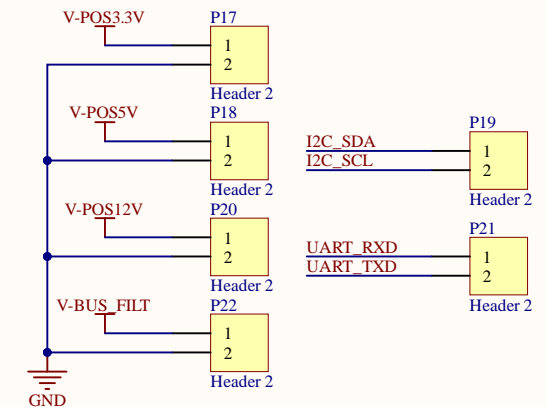 V-POS3.3V
P17
1
2
Header 2
V-POS5V
P18
1
2
Header 2
V-POS12V
P20
1
2
Header 2
V-BUS_FILT
P22
1
2
Header 2
GND
P19
I2C_SDA
1
I2C_SCL
2
Header 2
P21
UART_RXD
1
UART_TXD
2
Header 2